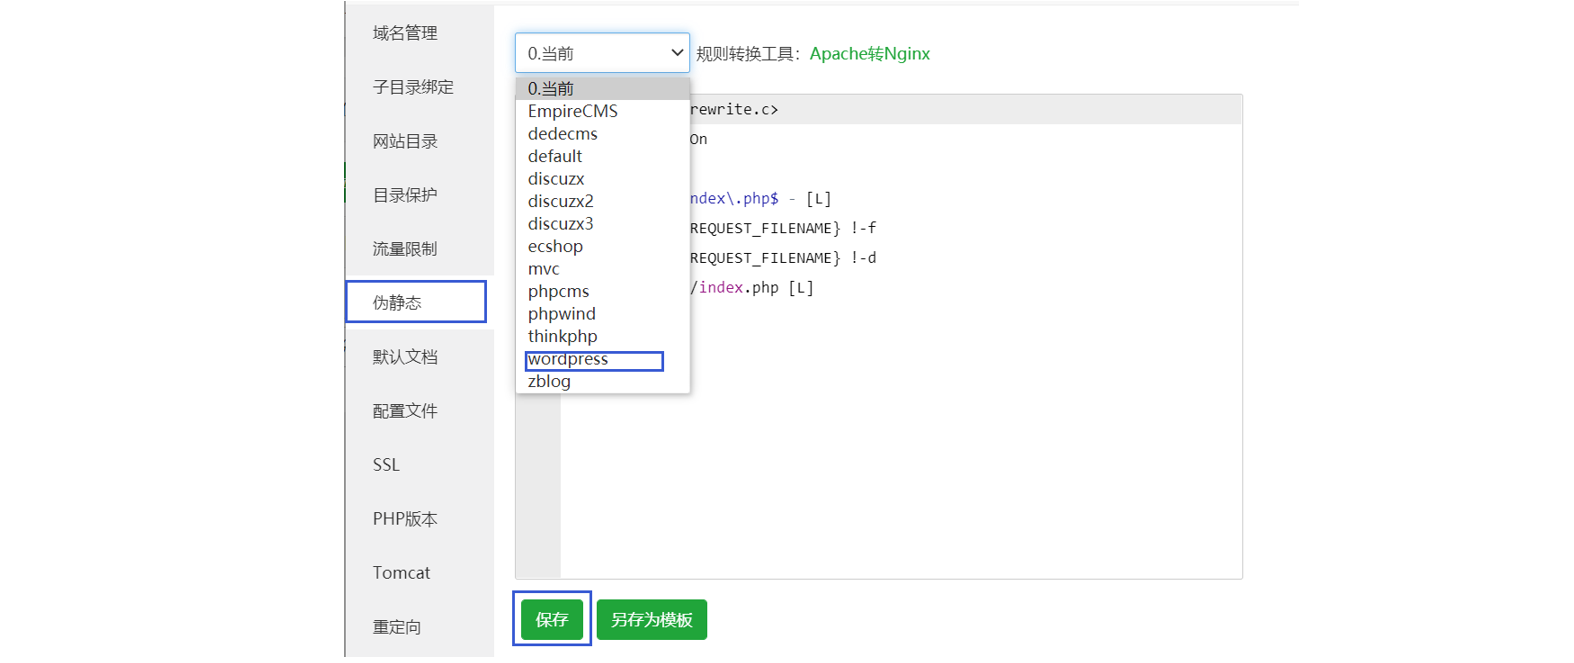 域名管理
子目录绑定
网站目录
目录保护
流量限制
伪静态
默认文档
配置文件
SSL
PHP版本
Tomcat
重定向
0.当前
规则转换工具：Apache转Nginx
0.当前
EmpireCMS
dedecms
default
discuzx
discuzx2
discuzx3
ecshop
mvc
phpcms
phpwind
thinkphp
wordpress
zblog
rewrite.c>
On
ndex\.php$ - [L]
REQUEST_FILENAME} !-f
REQUEST_FILENAME} !-d
/index.php [L]
保存
另存为模板